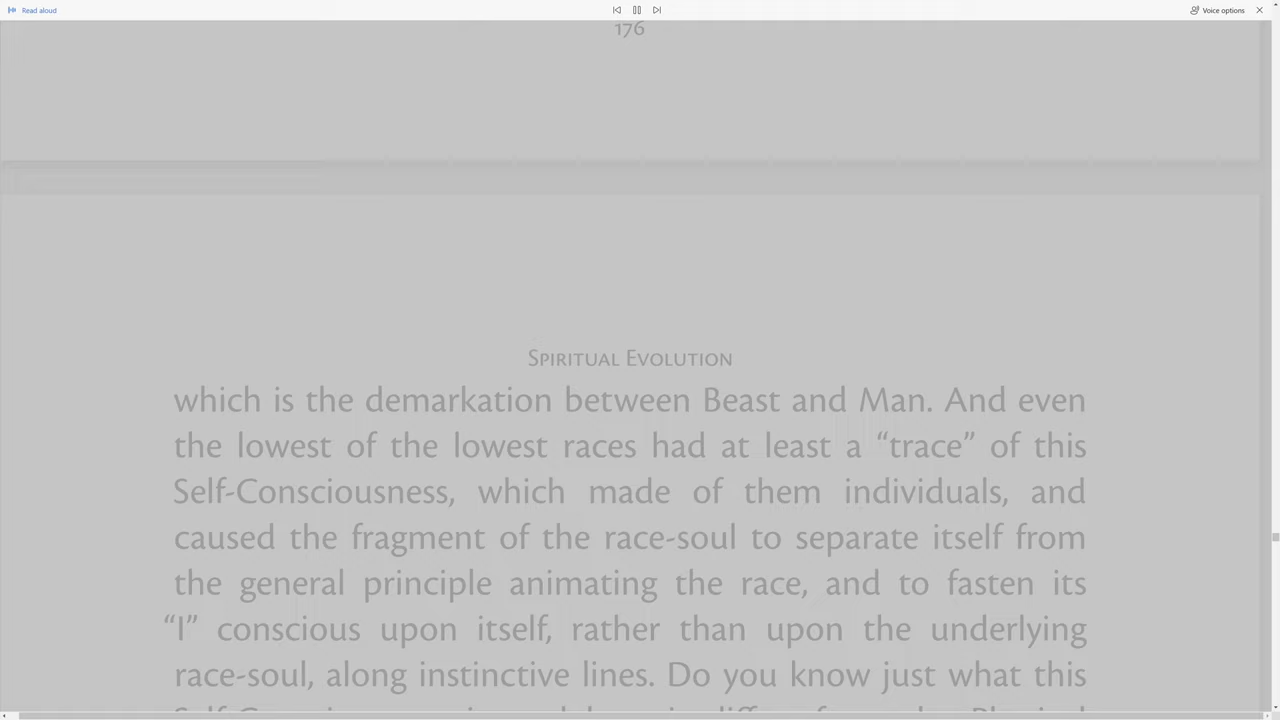 Read aloud
Voice options
176
Spiritual Evolution
which is the demarkation between Beast and Man. And even
the lowest of the lowest races had at least a “trace” of this
Self-Consciousness, which made of them individuals, and
caused the fragment of the race-soul to separate itself from
the general principle animating the race, and to fasten its
“I” conscious upon itself, rather than upon the underlying
race-soul, along instinctive lines. Do you know just what this